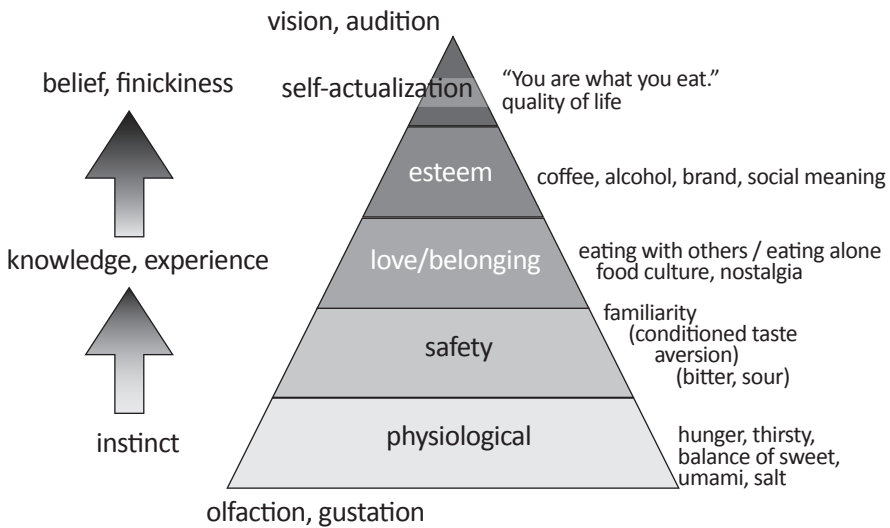 vision, audition
belief, finickiness
self-actualization
“You are what you eat.”
quality of life
esteem
coffee, alcohol, brand, social meaning
knowledge, experience
love/belonging
eating with others / eating alone
food culture, nostalgia
safety
familiarity
(conditioned taste
aversion)
(bitter, sour)
instinct
physiological
hunger, thirsty,
balance of sweet,
umami, salt
olfaction, gustation